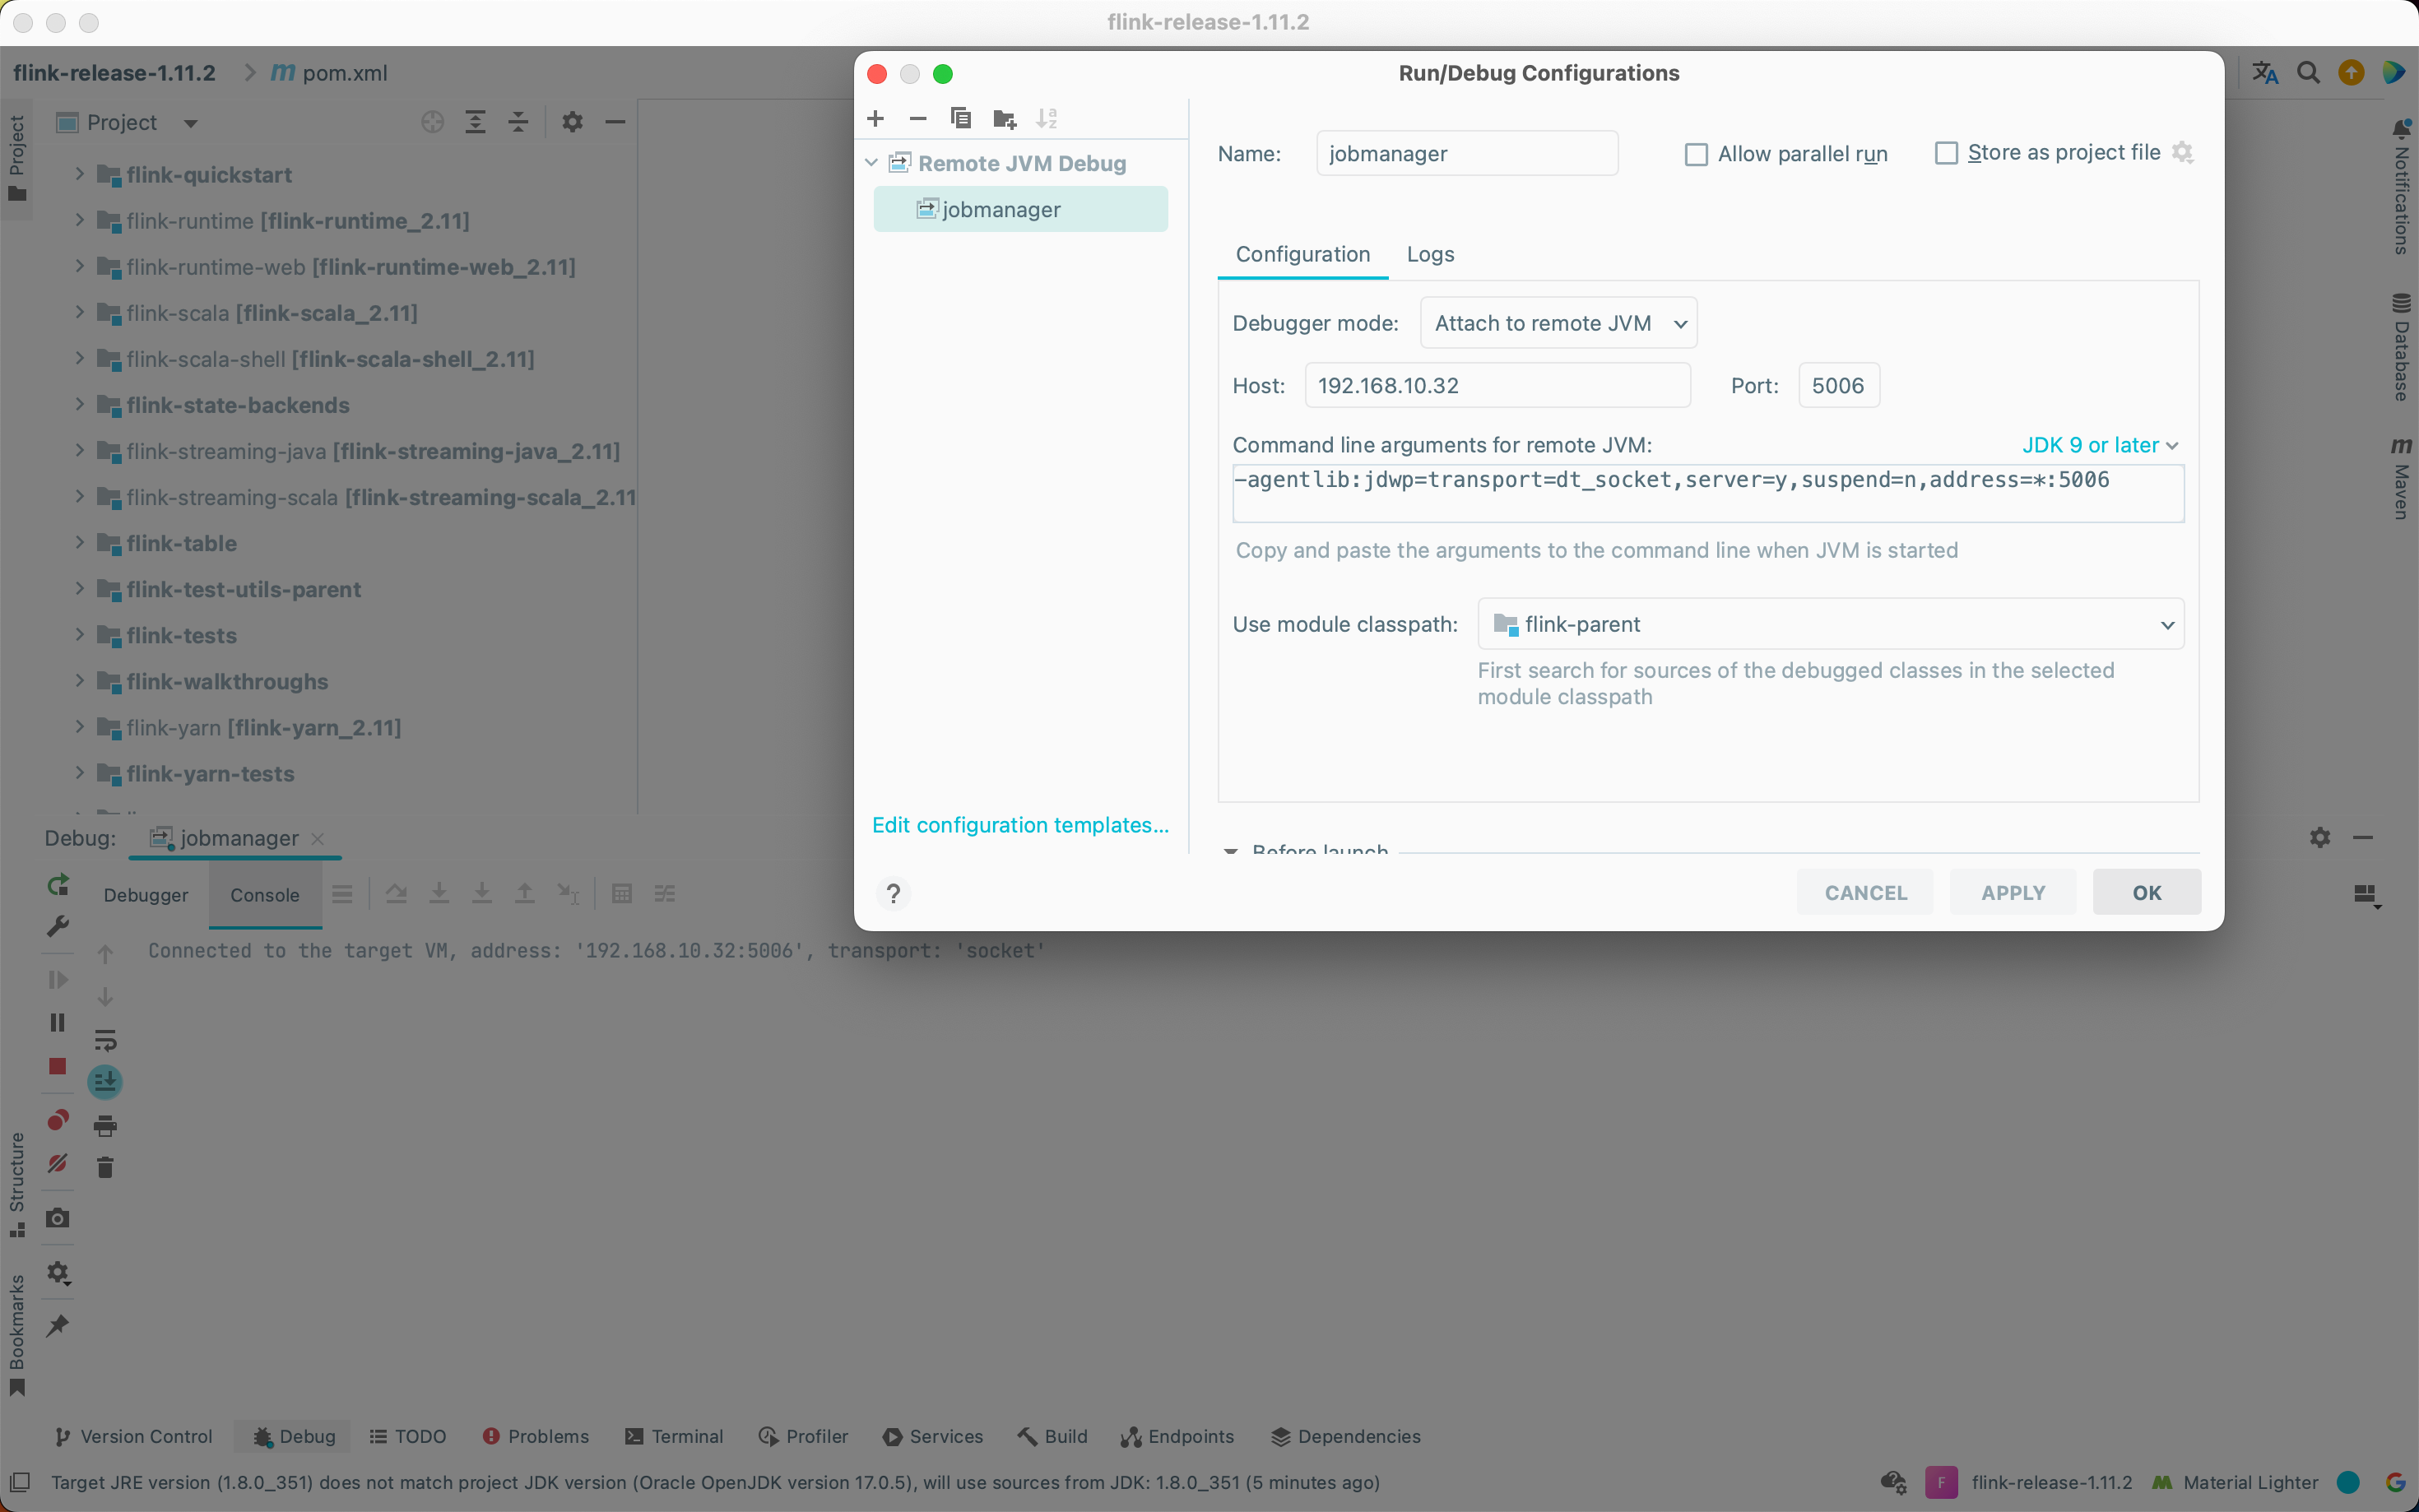 flink-release-1.11.2
flink-release-1.11.2 > m pom.xml
Project
Project
flink-quickstart
flink-runtime [flink-runtime_2.11]
flink-runtime-web [flink-runtime-web_2.11]
flink-scala [flink-scala_2.11]
flink-scala-shell [flink-scala-shell_2.11]
flink-state-backends
flink-streaming-java [flink-streaming-java_2.11]
flink-streaming-scala [flink-streaming-scala_2.11
flink-table
flink-test-utils-parent
flink-tests
flink-walkthroughs
flink-yarn [flink-yarn_2.11]
flink-yarn-tests
Run/Debug Configurations
Remote JVM Debug
jobmanager
Edit configuration templates...
Name: jobmanager
Allow parallel run
Store as project file
Configuration Logs
Debugger mode: Attach to remote JVM
Host: 192.168.10.32 Port: 5006
Command line arguments for remote JVM: JDK 9 or later
-agentlib:jdwp=transport=dt_socket,server=y,suspend=n,address=*:5006
Copy and paste the arguments to the command line when JVM is started
Use module classpath: flink-parent
First search for sources of the debugged classes in the selected
module classpath
Before launch
? CANCEL APPLY OK
Notifications
Database
m Maven
Debug: jobmanager
Debugger Console
Connected to the target VM, address: '192.168.10.32:5006', transport: 'socket'
Structure
Bookmarks
Version Control Debug TODO Problems Terminal Profiler Services Build Endpoints Dependencies
Target JRE version (1.8.0_351) does not match project JDK version (Oracle OpenJDK version 17.0.5), will use sources from JDK: 1.8.0_351 (5 minutes ago) F flink-release-1.11.2 Material Lighter G